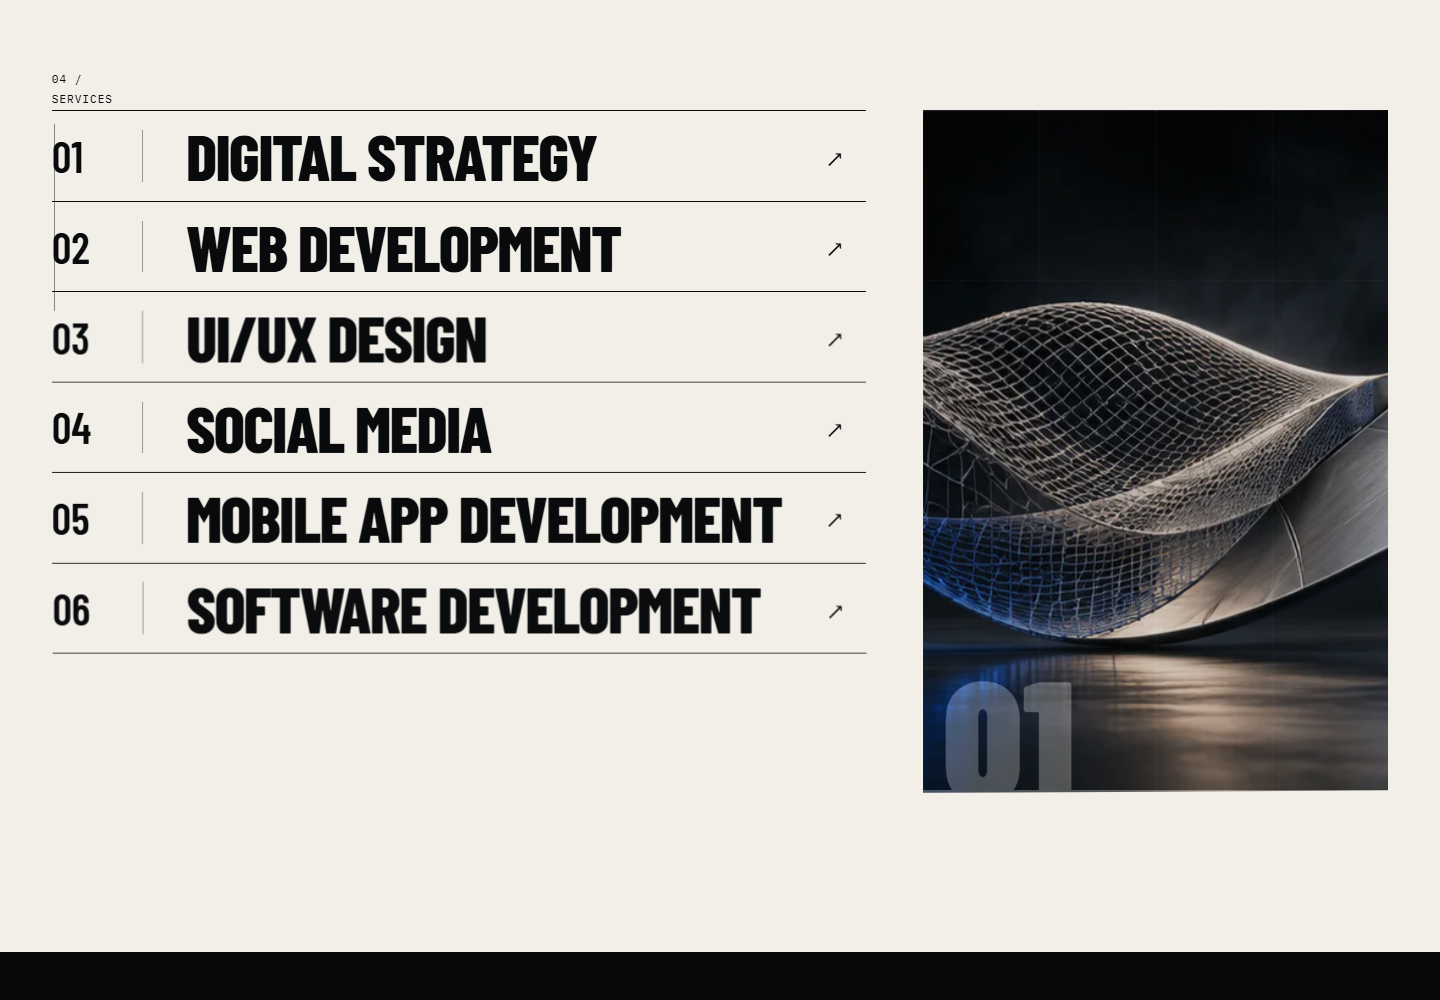 04 /
SERVICES
01 DIGITAL STRATEGY ↗
02 WEB DEVELOPMENT ↗
03 UI/UX DESIGN ↗
04 SOCIAL MEDIA ↗
05 MOBILE APP DEVELOPMENT ↗
06 SOFTWARE DEVELOPMENT ↗
01